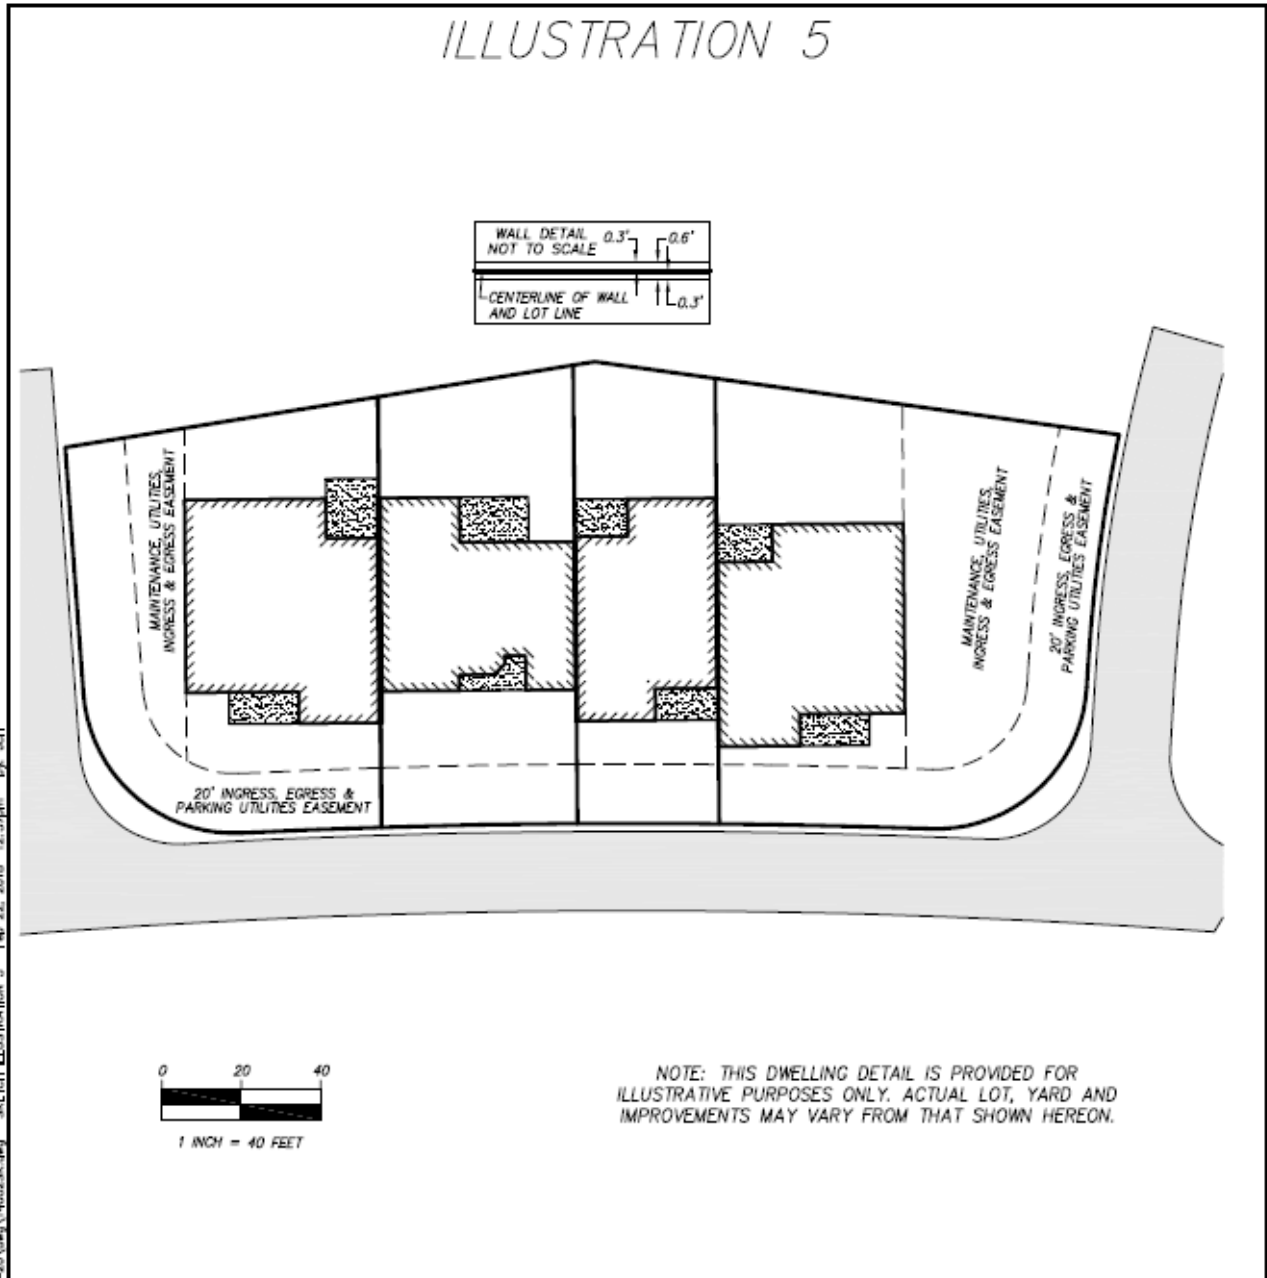 ILLUSTRATION 5
WALL DETAIL
NOT TO SCALE
0.3'
0.6'
CENTERLINE OF WALL
AND LOT LINE
0.3'
MAINTENANCE, UTILITIES,
INGRESS & EGRESS EASEMENT
MAINTENANCE, UTILITIES,
INGRESS & EGRESS EASEMENT
20' INGRESS, EGRESS &
PARKING UTILITIES EASEMENT
20' INGRESS, EGRESS &
PARKING UTILITIES EASEMENT
0 20 40
1 INCH = 40 FEET
NOTE: THIS DWELLING DETAIL IS PROVIDED FOR
ILLUSTRATIVE PURPOSES ONLY. ACTUAL LOT, YARD AND
IMPROVEMENTS MAY VARY FROM THAT SHOWN HEREON.